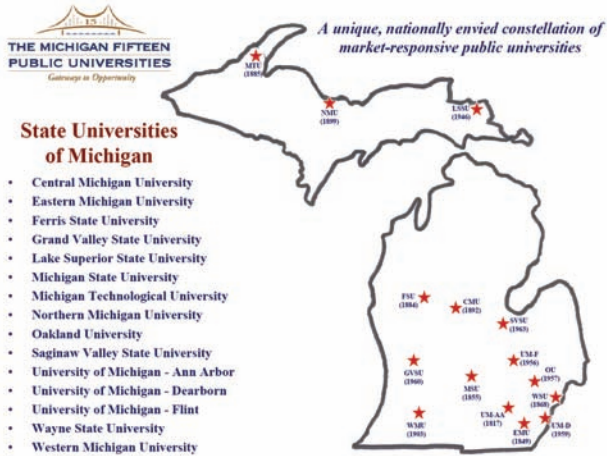 15
THE MICHIGAN FIFTEEN
PUBLIC UNIVERSITIES
Gateways to Opportunity
A unique, nationally envied constellation of
market-responsive public universities
State Universities
of Michigan
• Central Michigan University
• Eastern Michigan University
• Ferris State University
• Grand Valley State University
• Lake Superior State University
• Michigan State University
• Michigan Technological University
• Northern Michigan University
• Oakland University
• Saginaw Valley State University
• University of Michigan - Ann Arbor
• University of Michigan - Dearborn
• University of Michigan - Flint
• Wayne State University
• Western Michigan University
MTU
(1885)
NMU
(1899)
LSSU
(1946)
FSU
(1884)
CMU
(1892)
SVSU
(1963)
GVSU
(1960)
MSU
(1855)
UM-F
(1956)
OU
(1957)
WSU
(1868)
WMU
(1903)
UM-AA
(1817)
EMU
(1849)
UM-D
(1959)